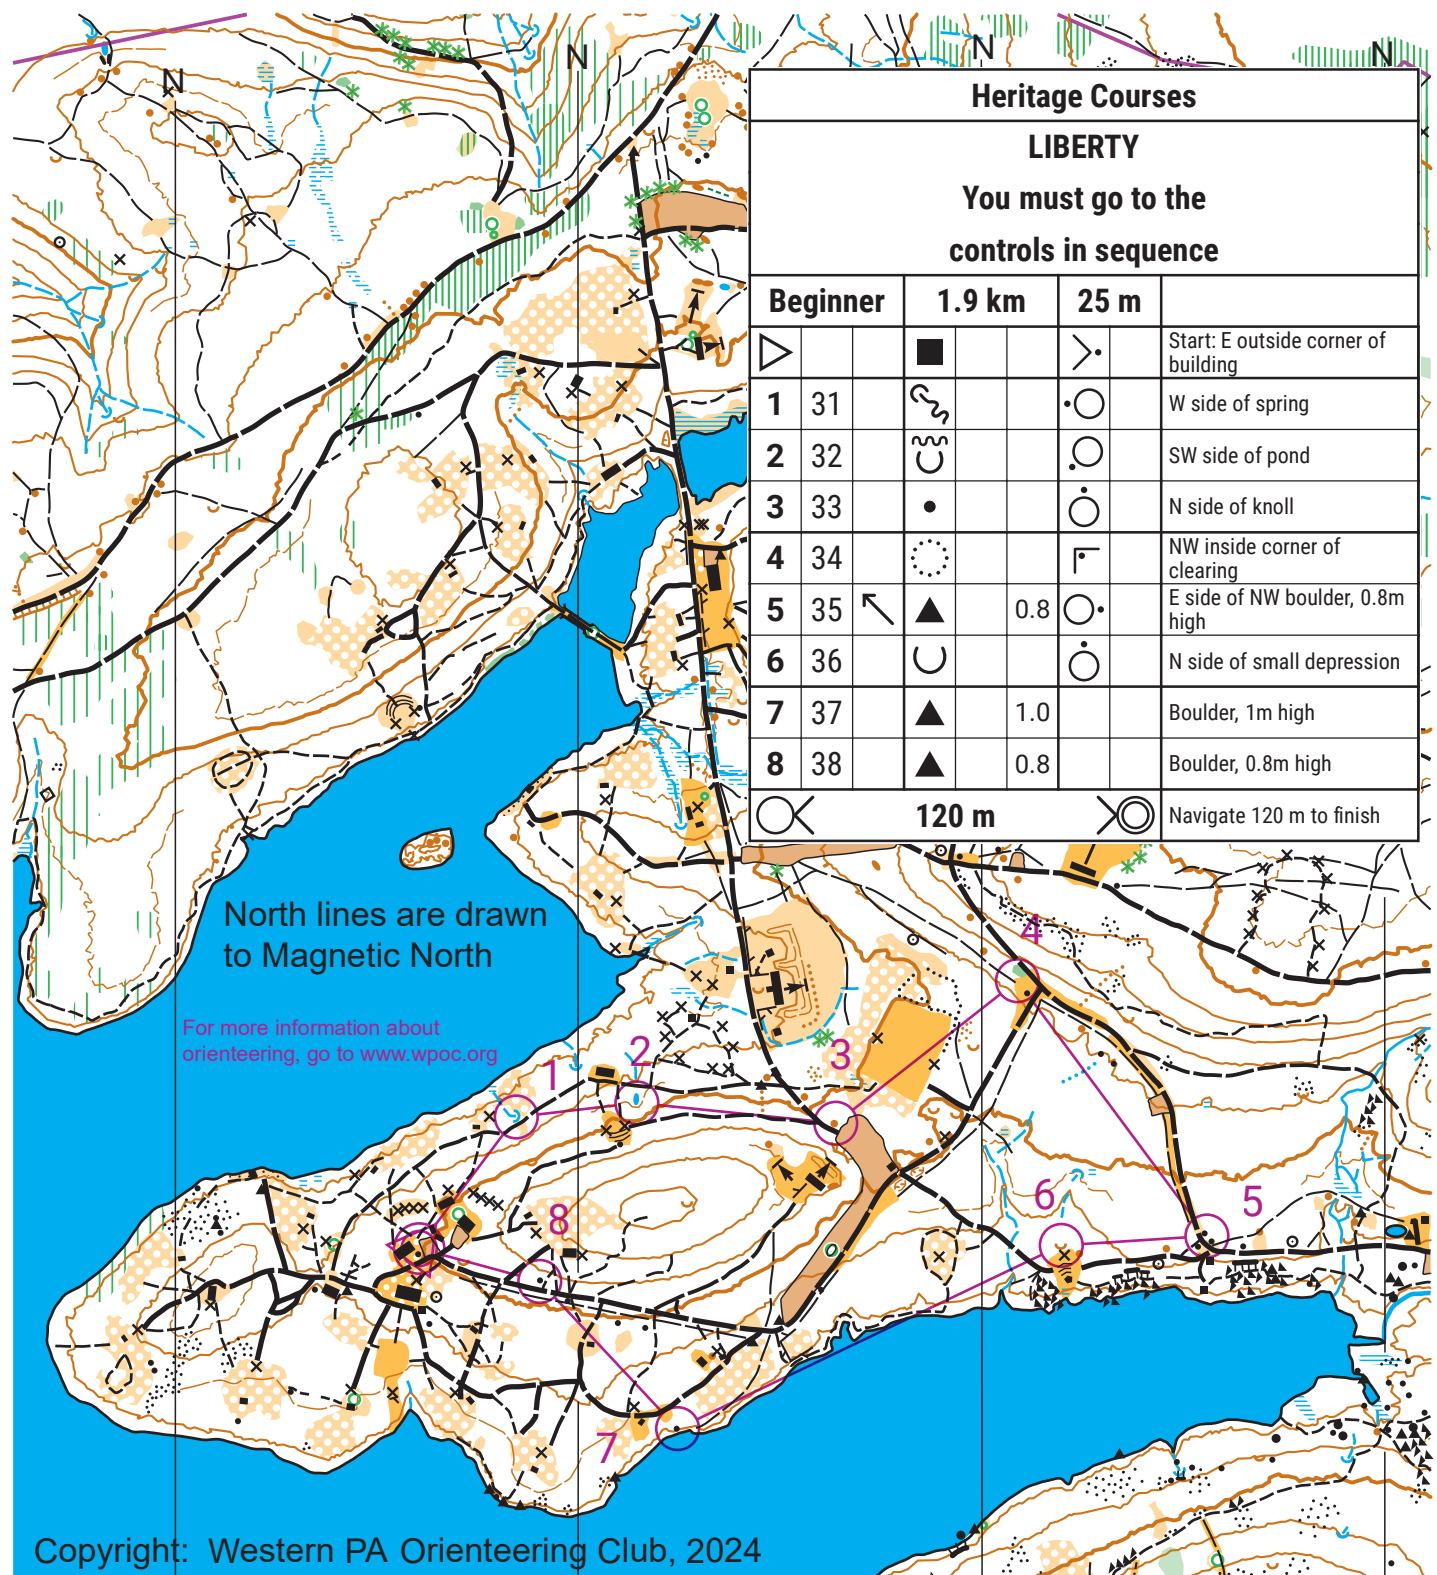 N
N
N
N
Heritage Courses
LIBERTY
You must go to the
controls in sequence
Beginner 1.9 km 25 m
Start: E outside corner of
building
1 31 W side of spring
2 32 SW side of pond
3 33 N side of knoll
4 34 NW inside corner of
clearing
5 35 0.8 E side of NW boulder, 0.8m
high
6 36 N side of small depression
7 37 1.0 Boulder, 1m high
8 38 0.8 Boulder, 0.8m high
120 m Navigate 120 m to finish
North lines are drawn
to Magnetic North
For more information about
orienteering, go to www.wpoc.org
4
3
2
1
6
5
8
7
Copyright: Western PA Orienteering Club, 2024